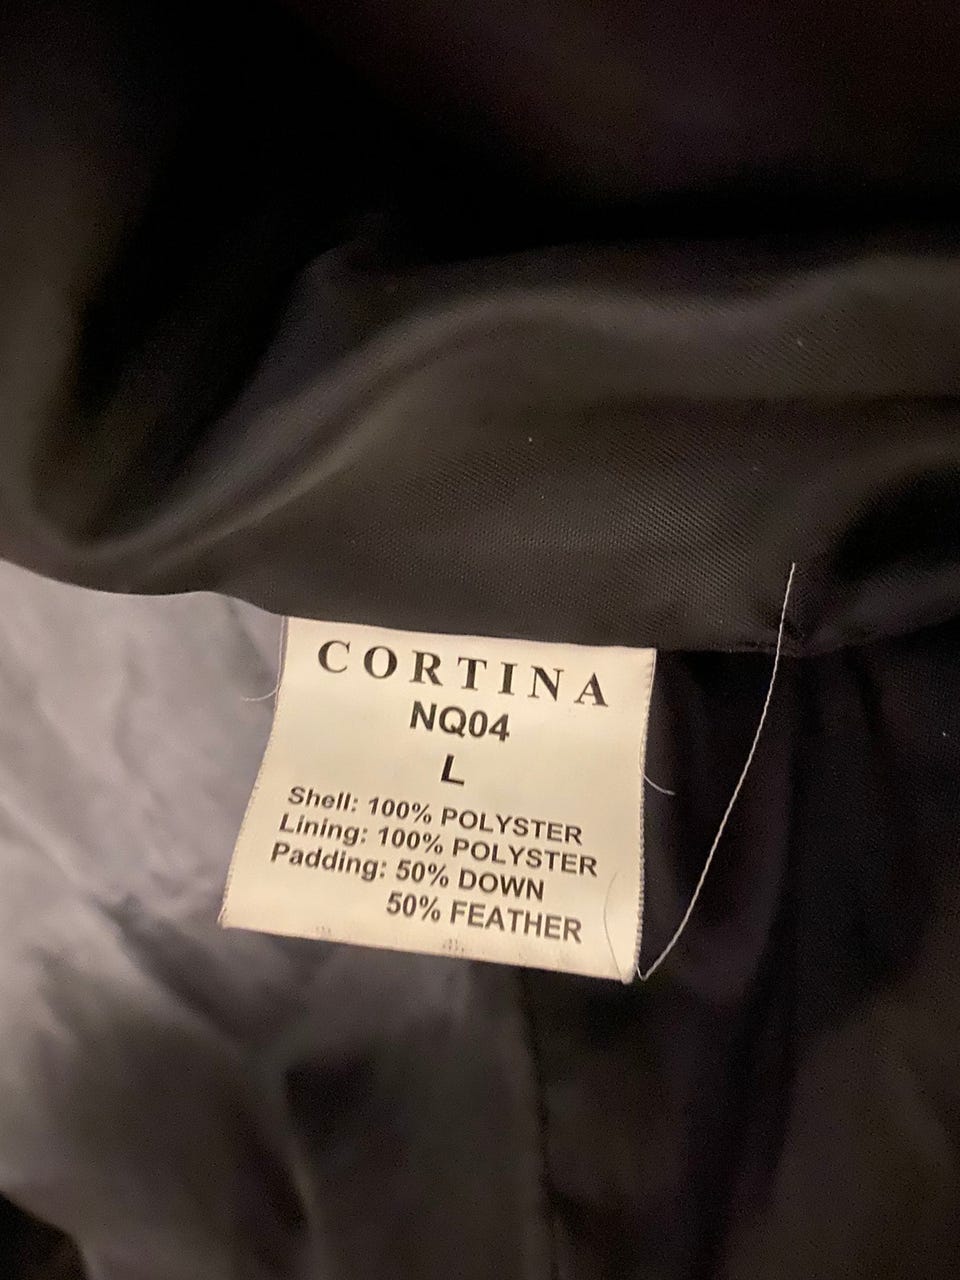 CORTINA
NQ04
L
Shell: 100% POLYSTER
Lining: 100% POLYSTER
Padding: 50% DOWN
50% FEATHER